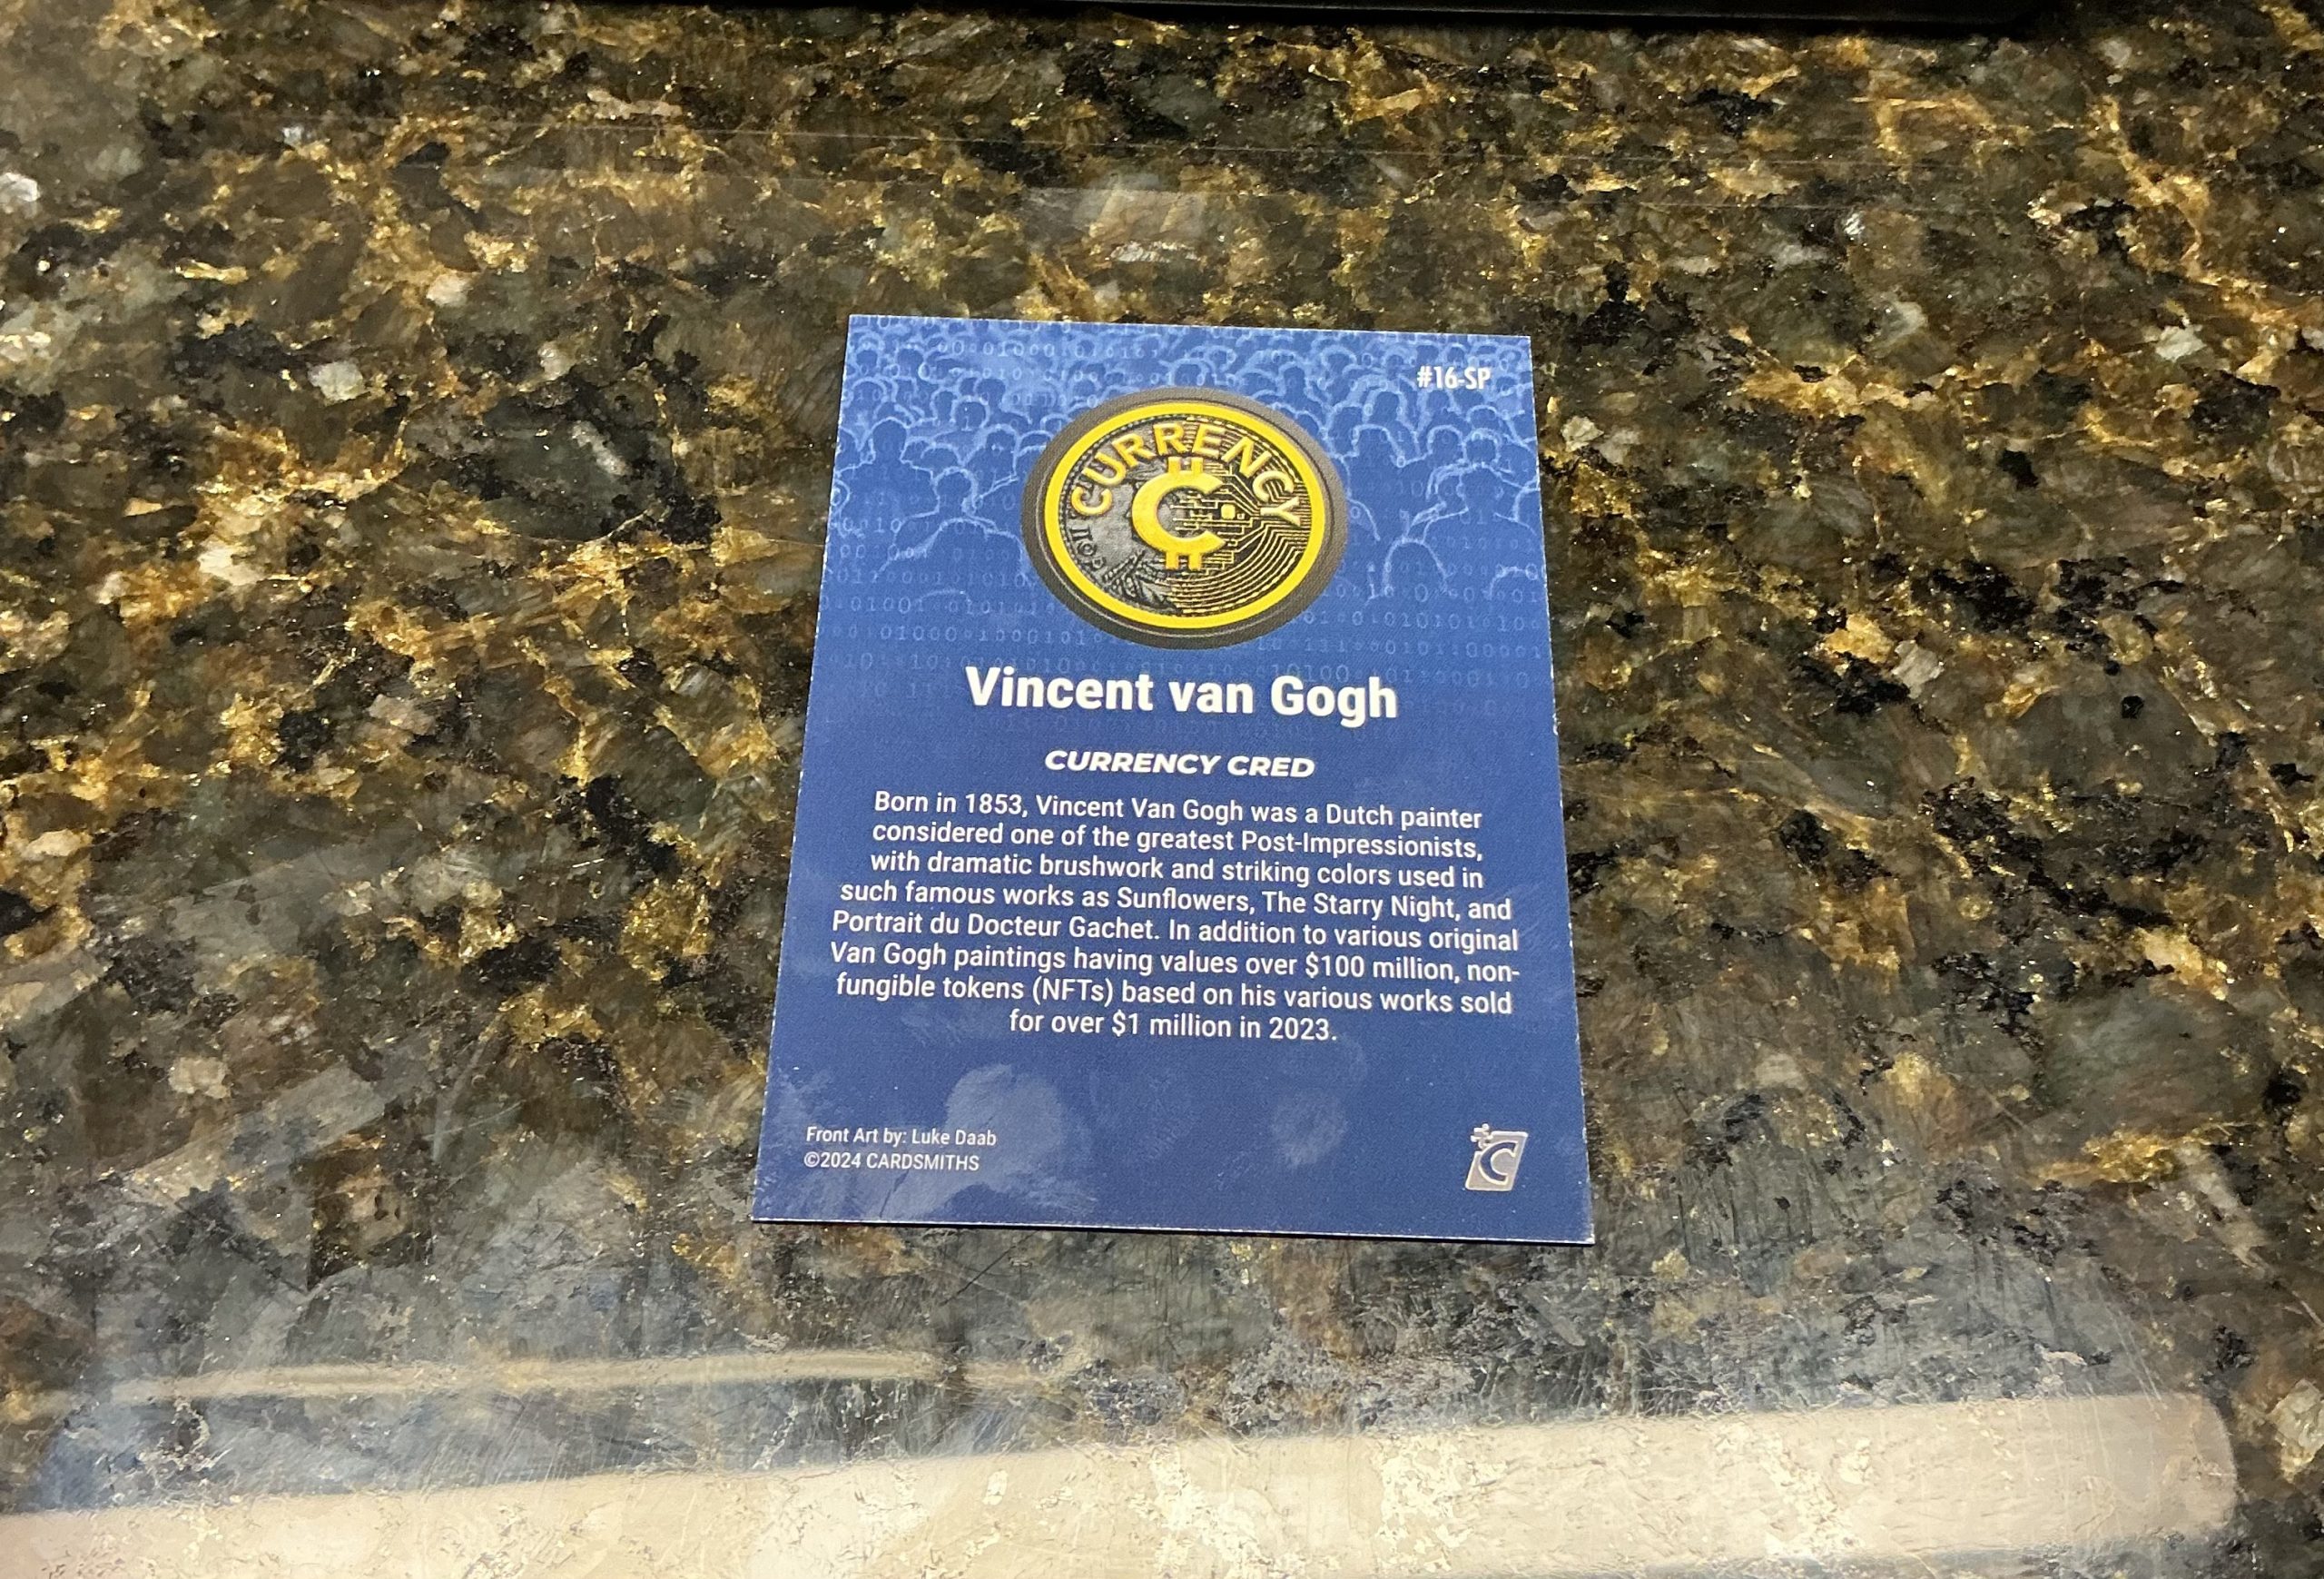 #16-SP
CURRENCY
Vincent van Gogh
CURRENCY CRED
Born in 1853, Vincent Van Gogh was a Dutch painter
considered one of the greatest Post-Impressionists,
with dramatic brushwork and striking colors used in
such famous works as Sunflowers, The Starry Night, and
Portrait du Docteur Gachet. In addition to various original
Van Gogh paintings having values over $100 million, non-
fungible tokens (NFTs) based on his various works sold
for over $1 million in 2023.
Front Art by: Luke Daab
©2024 CARDSMITHS
C